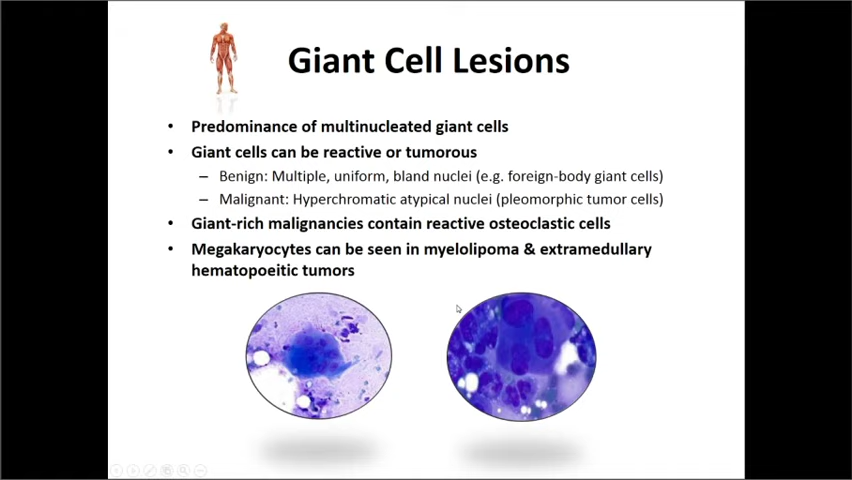 Giant Cell Lesions
• Predominance of multinucleated giant cells
• Giant cells can be reactive or tumorous
– Benign: Multiple, uniform, bland nuclei (e.g. foreign-body giant cells)
– Malignant: Hyperchromatic atypical nuclei (pleomorphic tumor cells)
• Giant-rich malignancies contain reactive osteoclastic cells
• Megakaryocytes can be seen in myelolipoma & extramedullary
hematopoeitic tumors